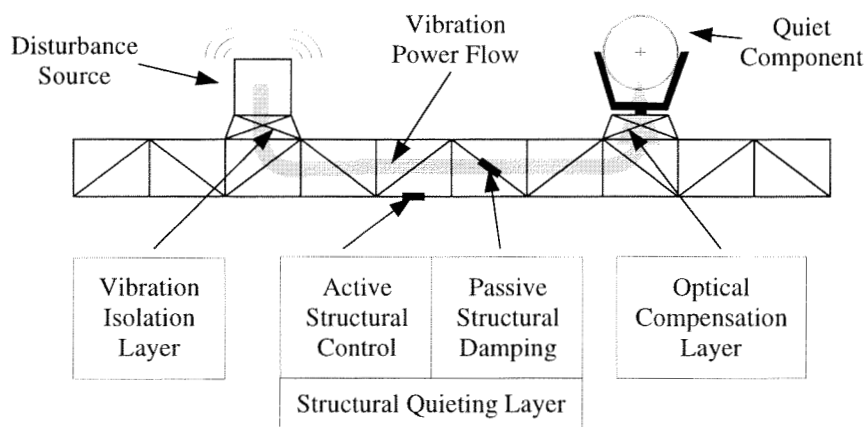 Disturbance
Source
Vibration
Power Flow
Quiet
Component
Vibration
Isolation
Layer
Active
Structural
Control
Passive
Structural
Damping
Optical
Compensation
Layer
Structural Quieting Layer